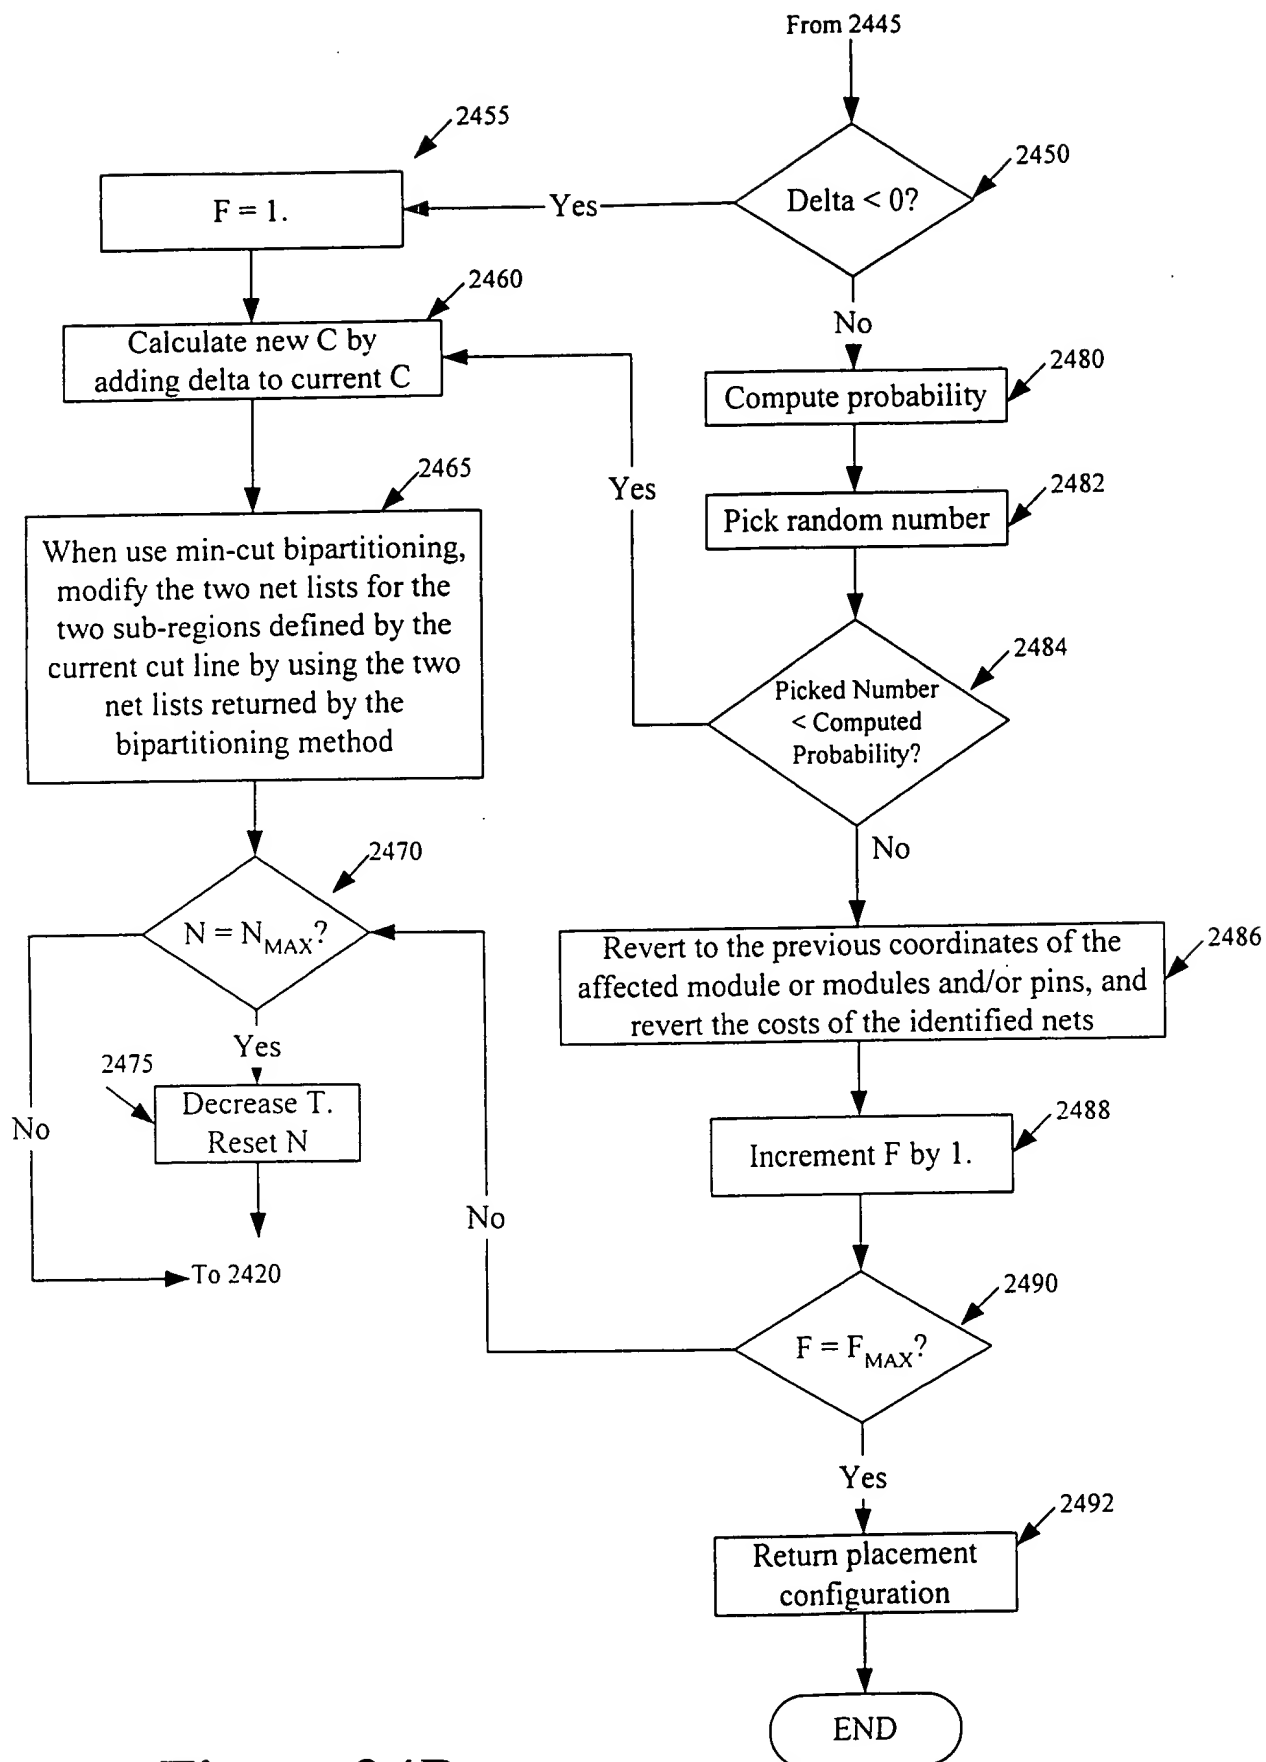 From 2445
2455
2450
Delta < 0?
Yes
F = 1.
2460
No
Calculate new C by
adding delta to current C
2480
Compute probability
2465
Yes
2482
Pick random number
When use min-cut bipartitioning,
modify the two net lists for the
two sub-regions defined by the
current cut line by using the two
net lists returned by the
bipartitioning method
2484
Picked Number
< Computed
Probability?
No
2470
N = N_MAX?
2486
Revert to the previous coordinates of the
affected module or modules and/or pins, and
revert the costs of the identified nets
Yes
2475
Decrease T.
Reset N
No
2488
Increment F by 1.
No
To 2420
2490
F = F_MAX?
Yes
2492
Return placement
configuration
END